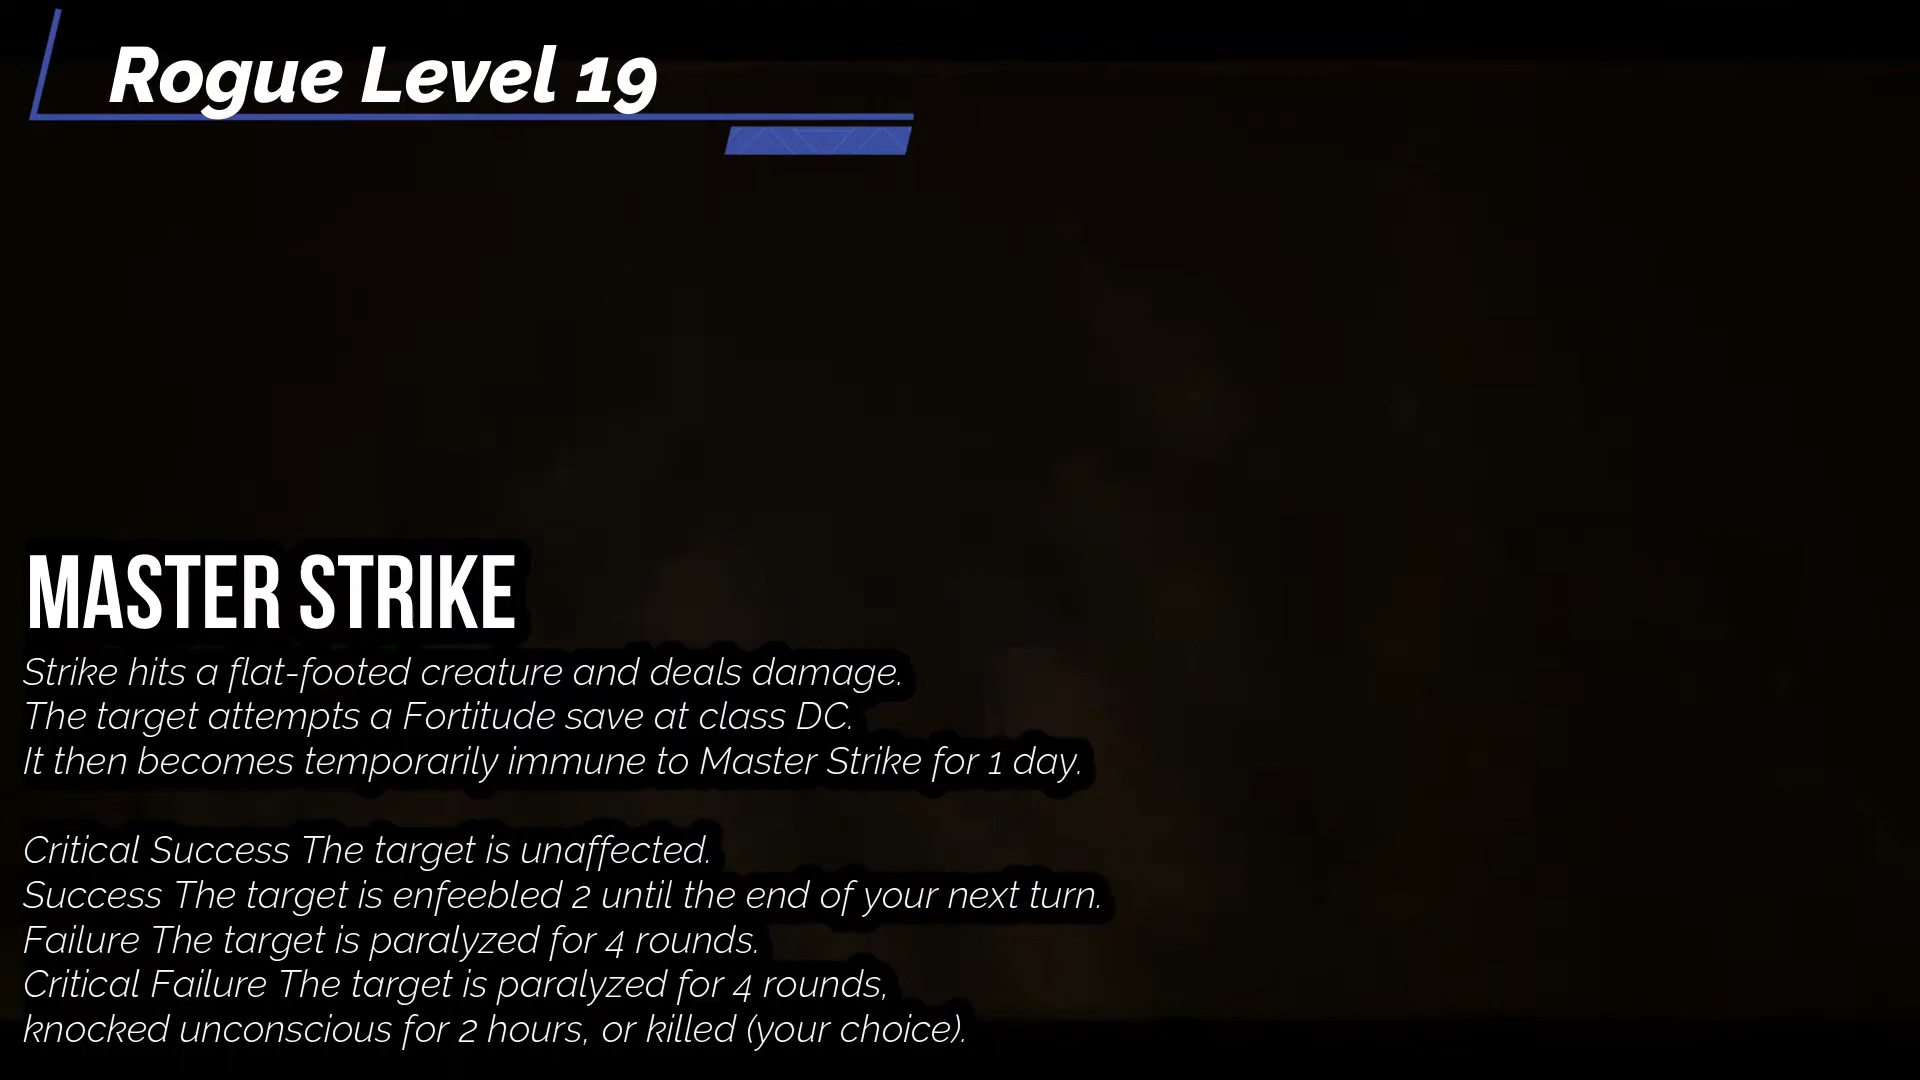 Rogue Level 19
MASTER STRIKE
Strike hits a flat-footed creature and deals damage.
The target attempts a Fortitude save at class DC.
It then becomes temporarily immune to Master Strike for 1 day.
Critical Success The target is unaffected.
Success The target is enfeebled 2 until the end of your next turn.
Failure The target is paralyzed for 4 rounds.
Critical Failure The target is paralyzed for 4 rounds,
knocked unconscious for 2 hours, or killed (your choice).